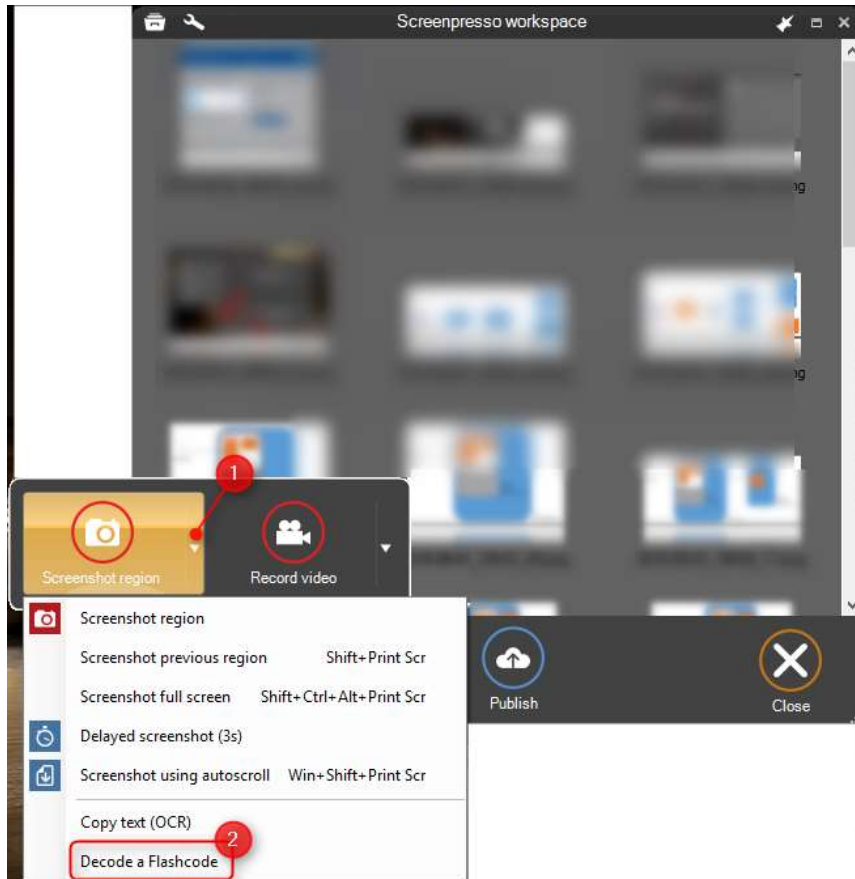 Screenpresso workspace
ng
ng
1
Screenshot region
Record video
Screenshot region
Screenshot previous region Shift+Print Scr
Screenshot full screen Shift+Ctrl+Alt+Print Scr
Delayed screenshot (3s)
Screenshot using autoscroll Win+Shift+Print Scr
Copy text (OCR)
2
Decode a Flashcode
Publish
Close